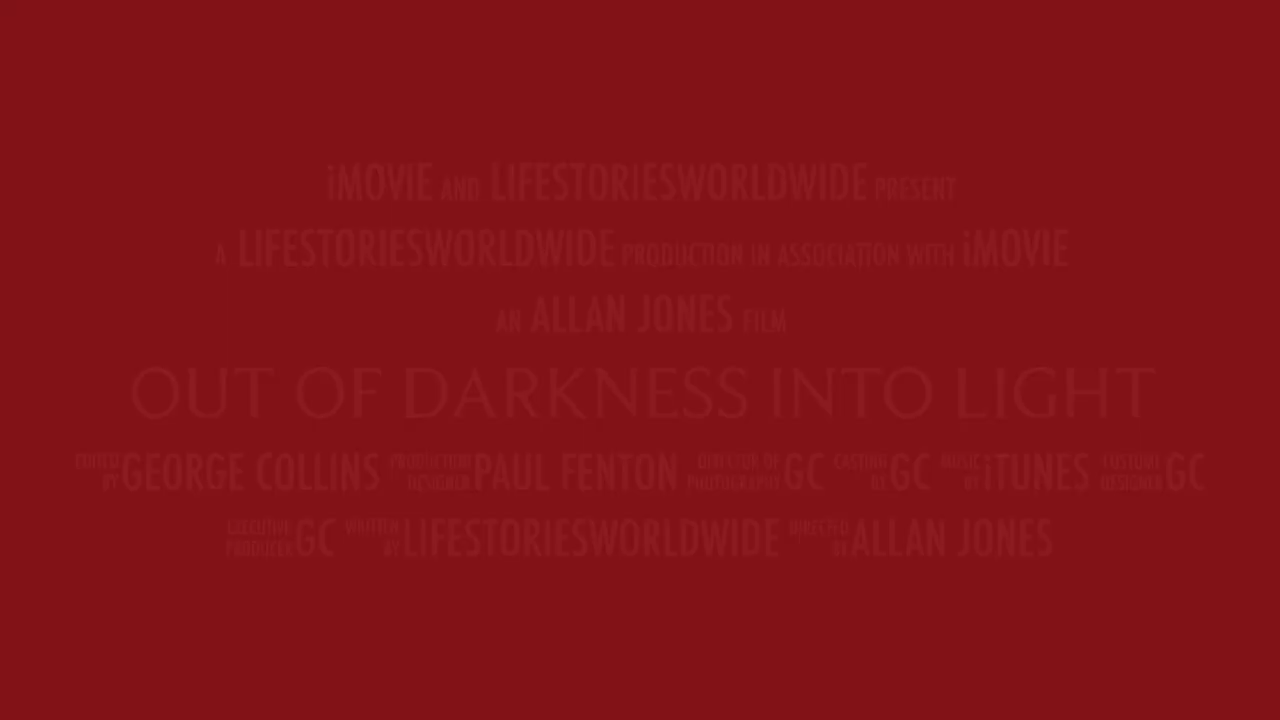 iMOVIE AND LIFESTORIESWORLDWIDE PRESENT
A LIFESTORIESWORLDWIDE PRODUCTION IN ASSOCIATION WITH iMOVIE
AN ALLAN JONES FILM
OUT OF DARKNESS INTO LIGHT
EDITED BY GEORGE COLLINS PRODUCTION DESIGNER PAUL FENTON DIRECTOR OF PHOTOGRAPHY GC CASTING BY GC MUSIC BY iTUNES COSTUME DESIGNER GC
EXECUTIVE PRODUCER GC WRITTEN BY LIFESTORIESWORLDWIDE DIRECTED BY ALLAN JONES